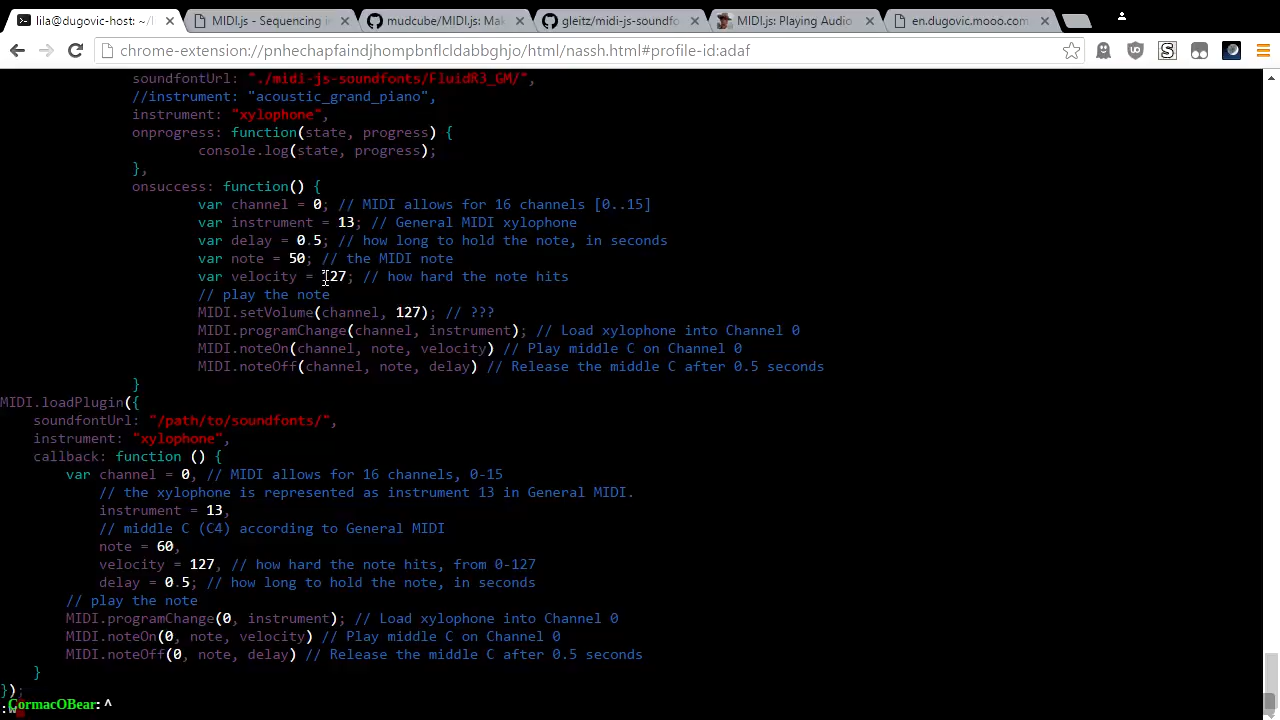 lila@dugovic-host: ~/l
MIDI.js - Sequencing in
mudcube/MIDI.js: Mak
gleitz/midi-js-soundfo
MIDI.js: Playing Audio
en.dugovic.mooo.com
chrome-extension://pnhechapfaindjhompbnflcldabbghjo/html/nassh.html#profile-id:adaf
soundfontUrl: "./midi-js-soundfonts/FluidR3_GM/",
//instrument: "acoustic_grand_piano",
instrument: "xylophone",
onprogress: function(state, progress) {
console.log(state, progress);
},
onsuccess: function() {
var channel = 0; // MIDI allows for 16 channels [0..15]
var instrument = 13; // General MIDI xylophone
var delay = 0.5; // how long to hold the note, in seconds
var note = 50; // the MIDI note
var velocity = 127; // how hard the note hits
// play the note
MIDI.setVolume(channel, 127); // ???
MIDI.programChange(channel, instrument); // Load xylophone into Channel 0
MIDI.noteOn(channel, note, velocity) // Play middle C on Channel 0
MIDI.noteOff(channel, note, delay) // Release the middle C after 0.5 seconds
}
MIDI.loadPlugin({
soundfontUrl: "/path/to/soundfonts/",
instrument: "xylophone",
callback: function () {
var channel = 0, // MIDI allows for 16 channels, 0-15
// the xylophone is represented as instrument 13 in General MIDI.
instrument = 13,
// middle C (C4) according to General MIDI
note = 60,
velocity = 127, // how hard the note hits, from 0-127
delay = 0.5; // how long to hold the note, in seconds
// play the note
MIDI.programChange(0, instrument); // Load xylophone into Channel 0
MIDI.noteOn(0, note, velocity) // Play middle C on Channel 0
MIDI.noteOff(0, note, delay) // Release the middle C after 0.5 seconds
}
});
CormacOBear: ^
:w